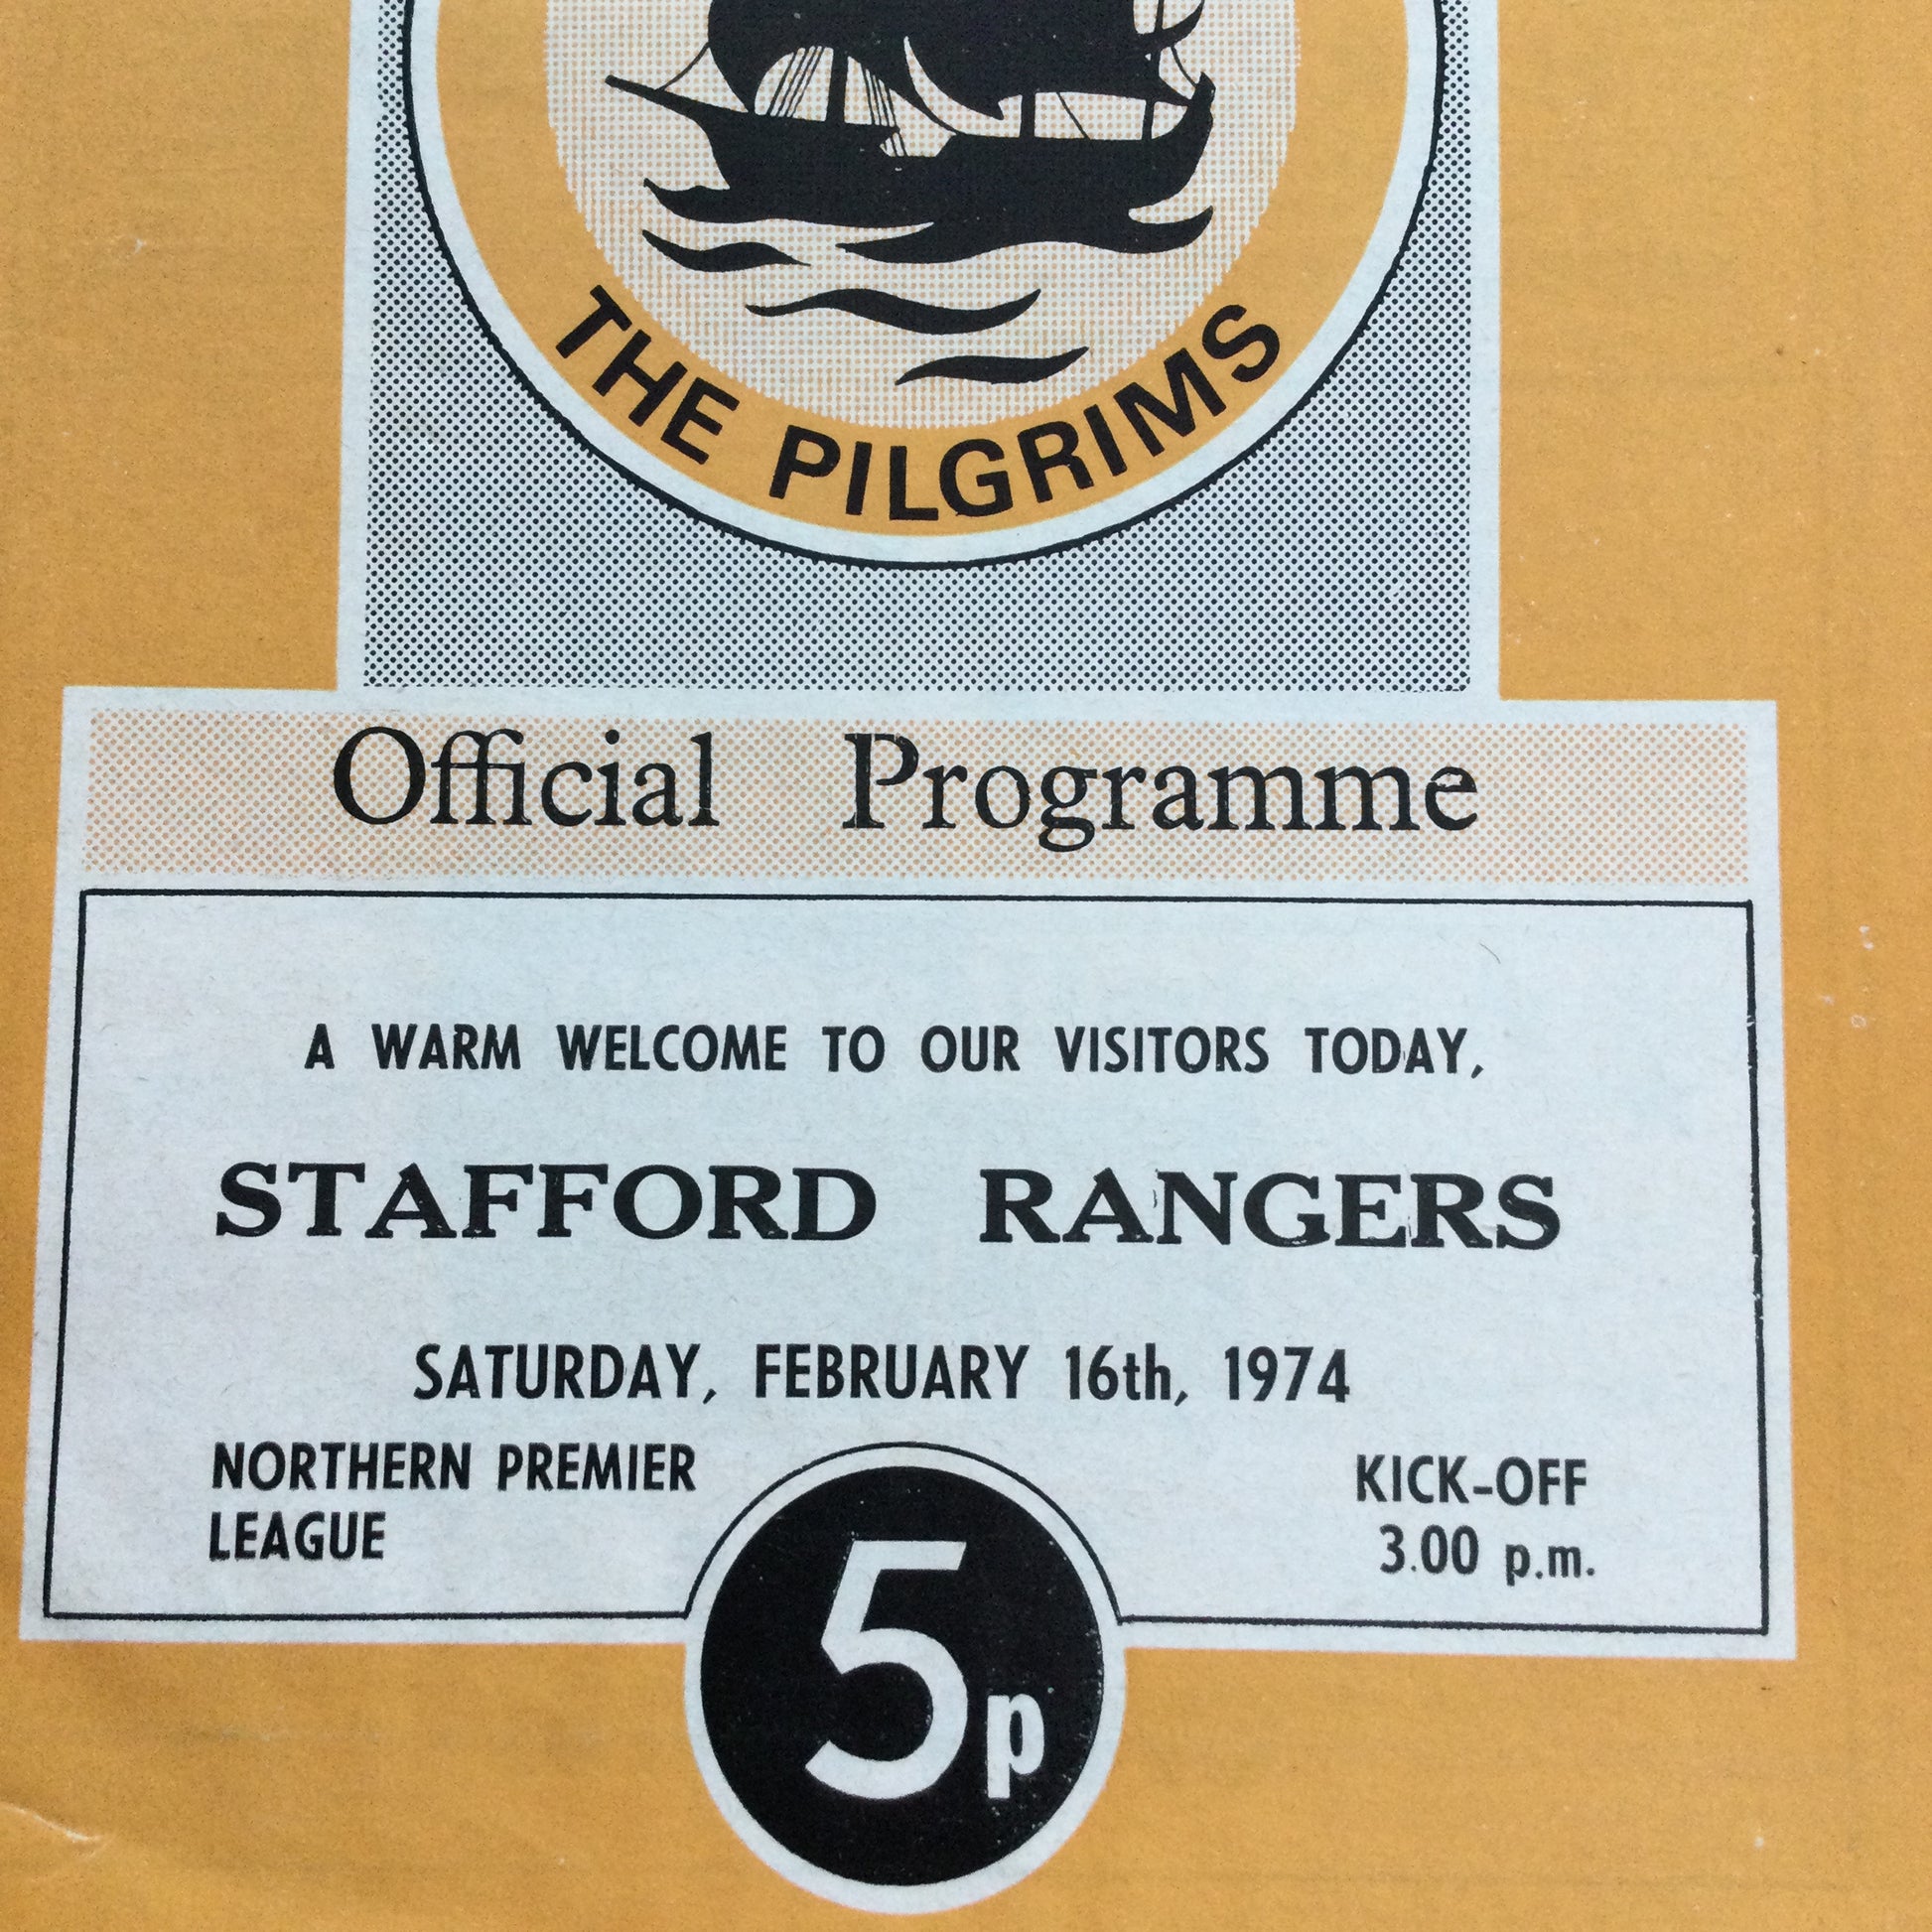 THE PILGRIMS
Official Programme
A WARM WELCOME TO OUR VISITORS TODAY,
STAFFORD RANGERS
SATURDAY, FEBRUARY 16th, 1974
NORTHERN PREMIER
LEAGUE
KICK-OFF
3.00 p.m.
5p